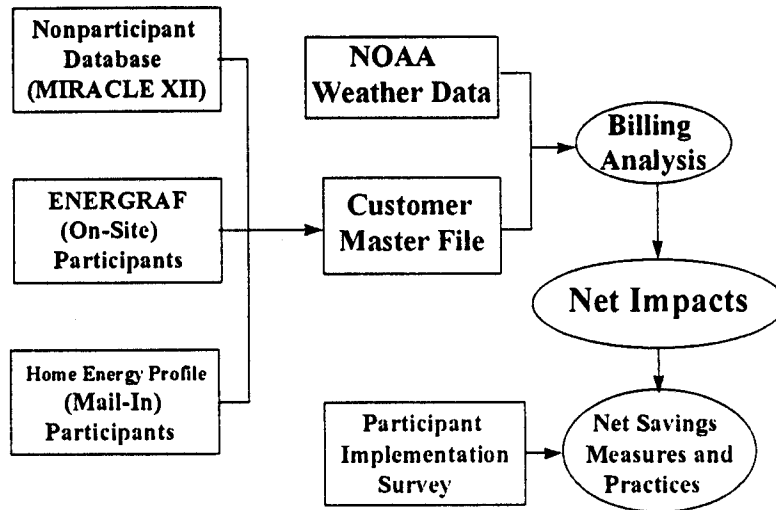 Nonparticipant
Database
(MIRACLE XII)
ENERGRAF
(On-Site)
Participants
Home Energy Profile
(Mail-In)
Participants
NOAA
Weather Data
Customer
Master File
Billing
Analysis
Net Impacts
Participant
Implementation
Survey
Net Savings
Measures and
Practices